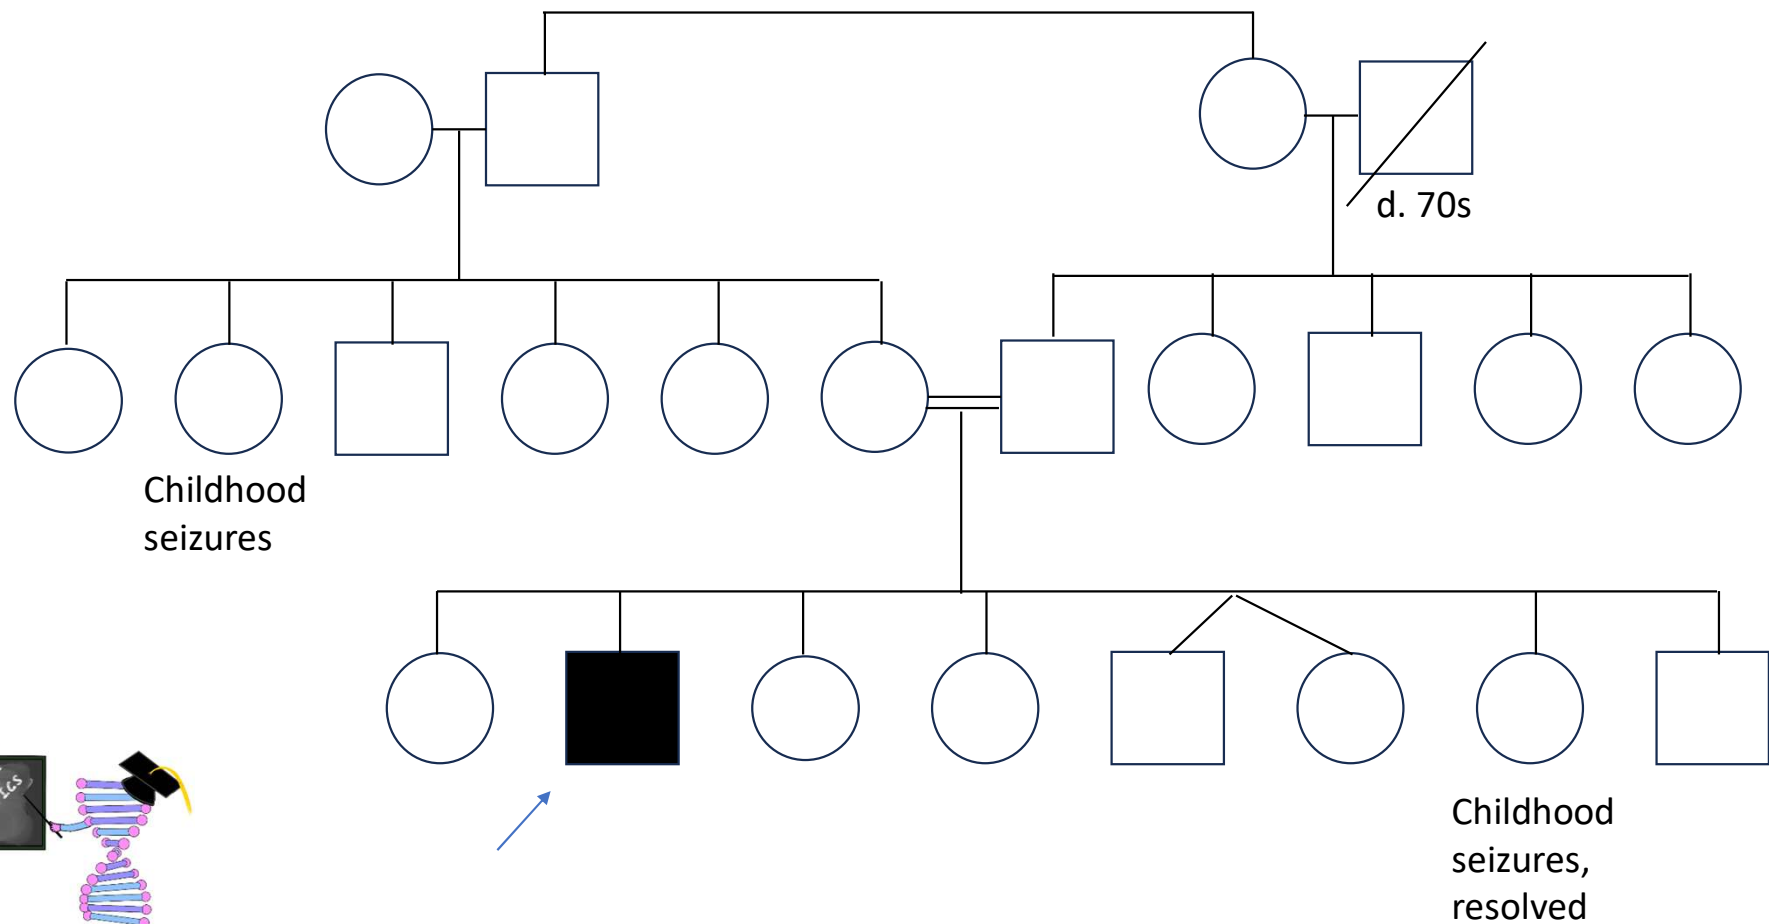 d. 70s
Childhood
seizures
Childhood
seizures,
resolved